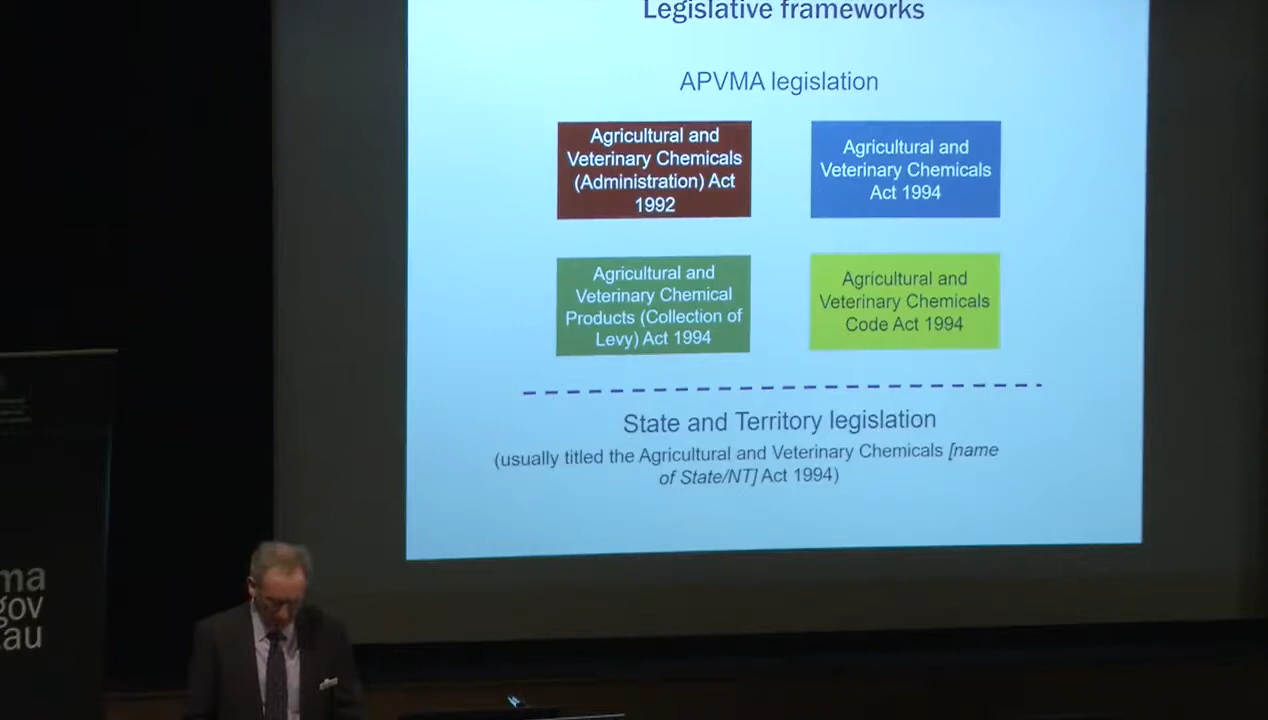 Legislative frameworks
APVMA legislation
Agricultural and
Veterinary Chemicals
(Administration) Act
1992
Agricultural and
Veterinary Chemicals
Act 1994
Agricultural and
Veterinary Chemical
Products (Collection of
Levy) Act 1994
Agricultural and
Veterinary Chemicals
Code Act 1994
State and Territory legislation
(usually titled the Agricultural and Veterinary Chemicals [name
of State/NT] Act 1994)
ma
gov
.au